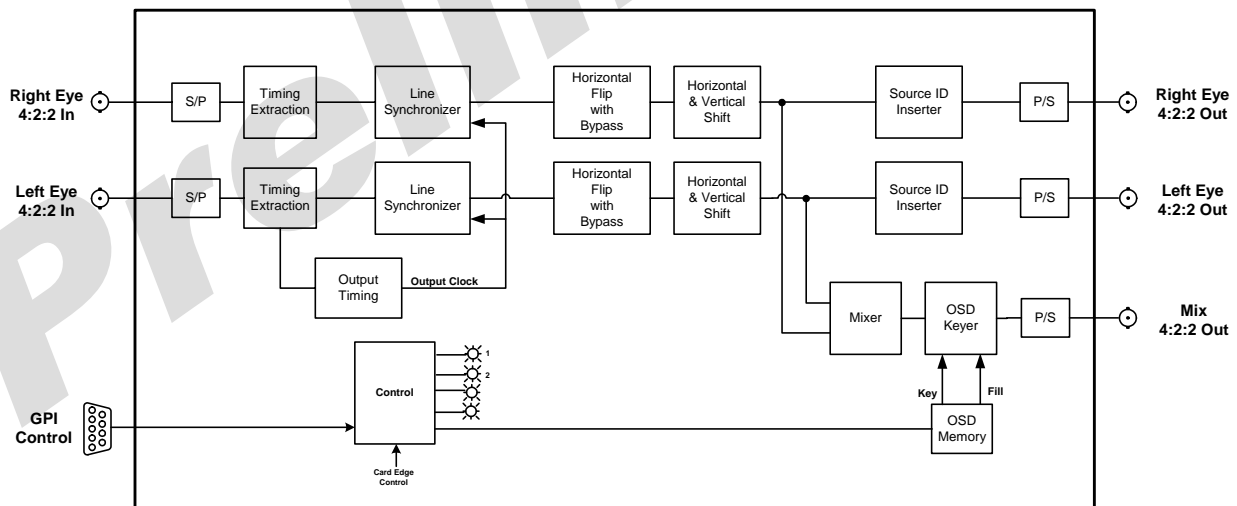 Right Eye
4:2:2 In
S/P
Timing
Extraction
Line
Synchronizer
Horizontal
Flip
with
Bypass
Horizontal
& Vertical
Shift
Source ID
Inserter
P/S
Right Eye
4:2:2 Out
Left Eye
4:2:2 In
S/P
Timing
Extraction
Line
Synchronizer
Horizontal
Flip
with
Bypass
Horizontal
& Vertical
Shift
Source ID
Inserter
P/S
Left Eye
4:2:2 Out
Output
Timing
Output Clock
Mixer
OSD
Keyer
P/S
Mix
4:2:2 Out
1
2
Control
Key
Fill
GPI
Control
OSD
Memory
Card Edge
Control